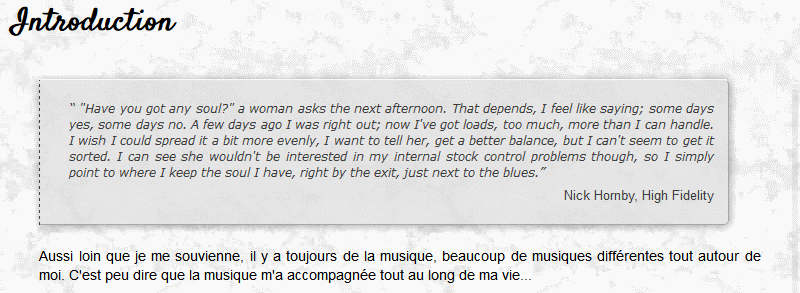 Introduction
“ "Have you got any soul?" a woman asks the next afternoon. That depends, I feel like saying; some days
yes, some days no. A few days ago I was right out; now I've got loads, too much, more than I can handle.
I wish I could spread it a bit more evenly, I want to tell her, get a better balance, but I can't seem to get it
sorted. I can see she wouldn't be interested in my internal stock control problems though, so I simply
point to where I keep the soul I have, right by the exit, just next to the blues.”
Nick Hornby, High Fidelity
Aussi loin que je me souvienne, il y a toujours de la musique, beaucoup de musiques différentes tout autour de
moi. C'est peu dire que la musique m'a accompagnée tout au long de ma vie...